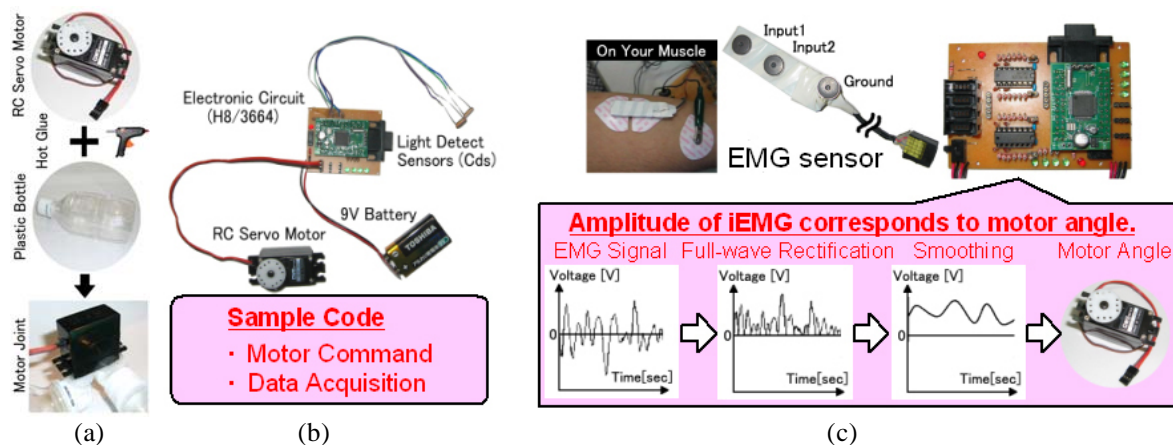 RC Servo Motor
Hot Glue
Plastic Bottle
Motor Joint
(a)
Electronic Circuit
(H8/3664)
Light Detect
Sensors (Cds)
9V Battery
TOSHIBA
RC Servo Motor
Sample Code
· Motor Command
· Data Acquisition
(b)
On Your Muscle
Input1
Input2
Ground
EMG sensor
Amplitude of iEMG corresponds to motor angle.
EMG Signal
Full-wave Rectification
Smoothing
Motor Angle
Voltage [V]
0
Time[sec]
Voltage [V]
0
Time[sec]
Voltage [V]
0
Time[sec]
(c)